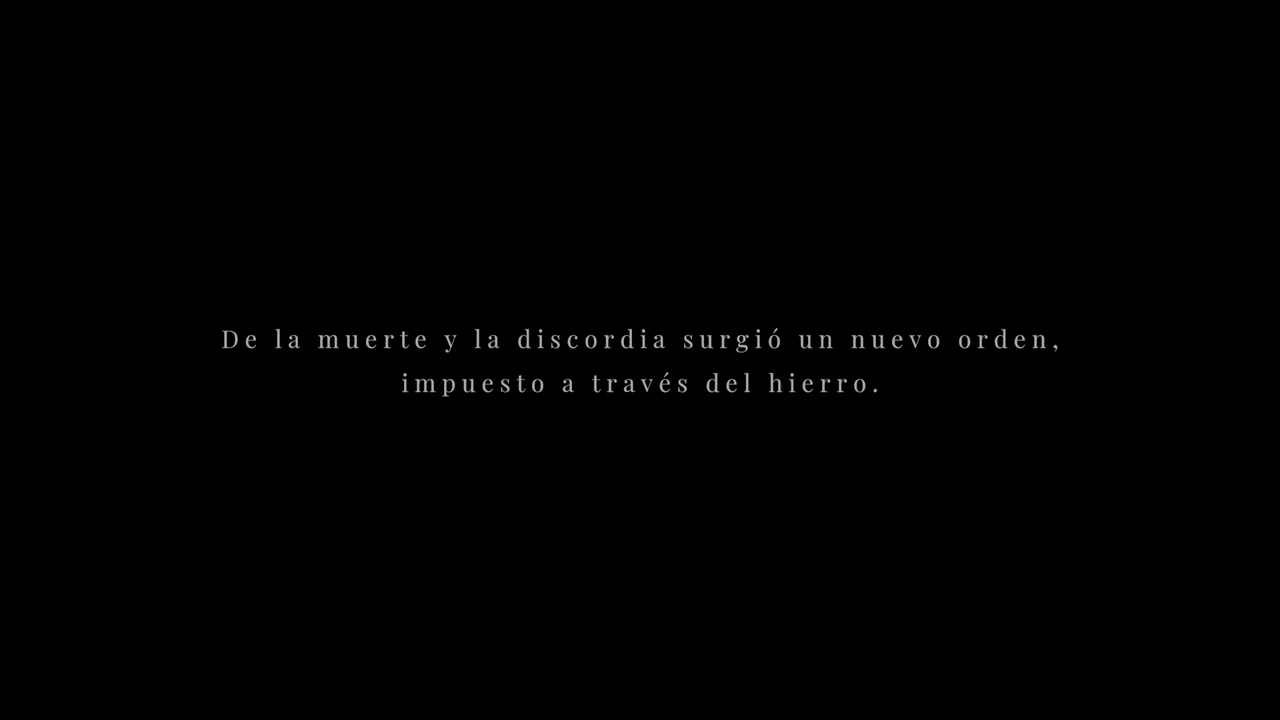 De la muerte y la discordia surgió un nuevo orden,
impuesto a través del hierro.